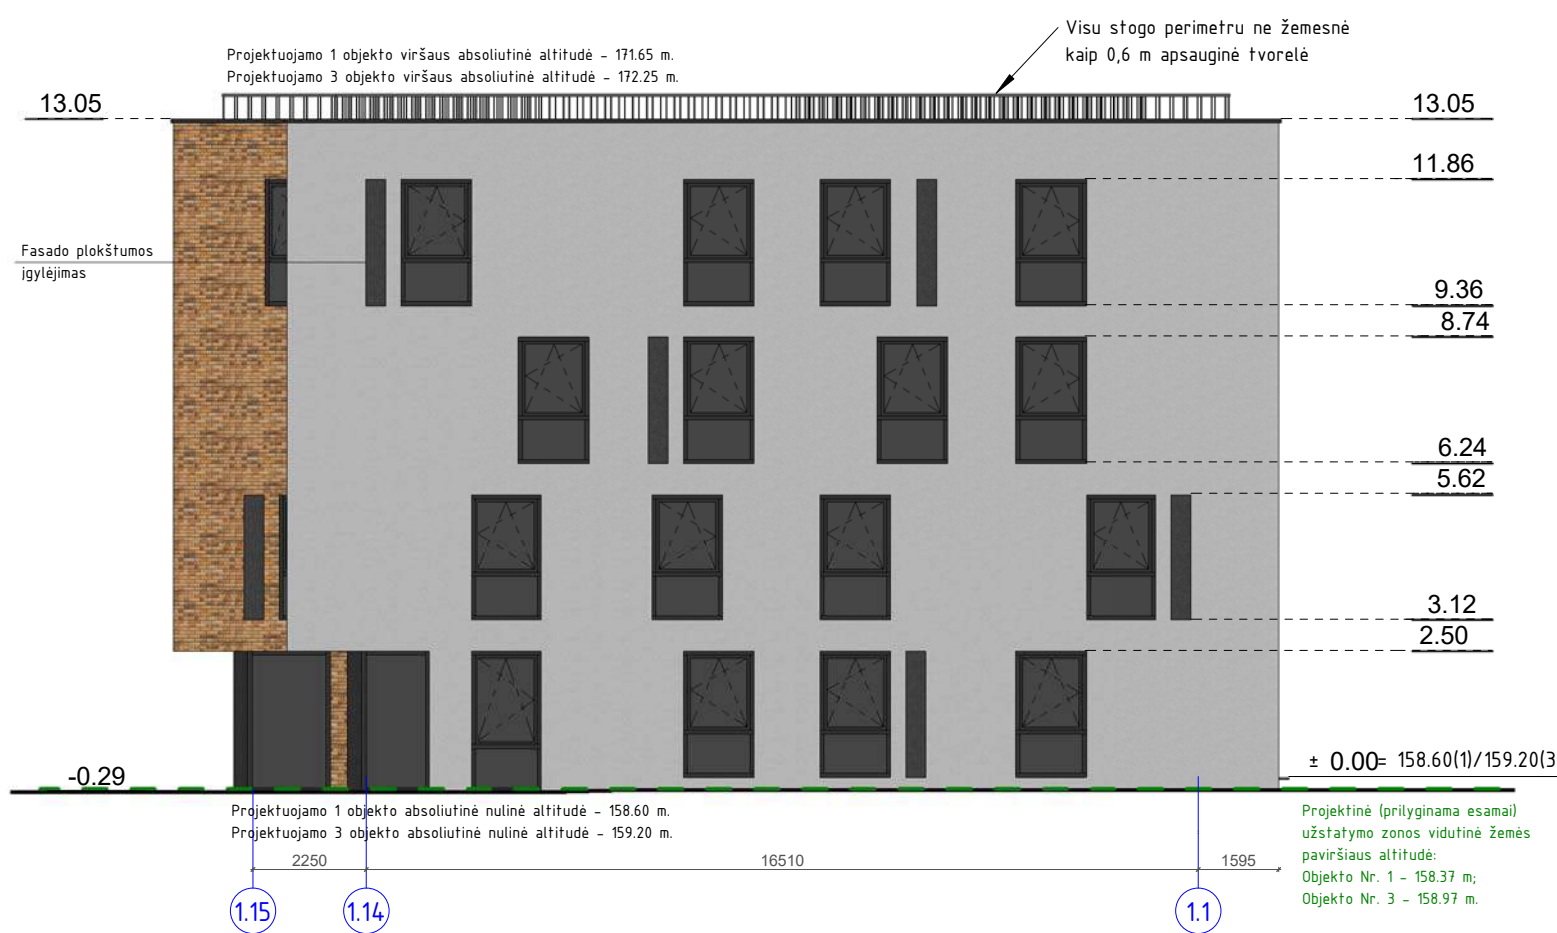 Visu stogo perimetru ne žemesnė
kaip 0,6 m apsauginė tvorelė
Projektuojamo 1 objekto viršaus absoliutinė altitudė - 171.65 m.
Projektuojamo 3 objekto viršaus absoliutinė altitudė - 172.25 m.
13.05
13.05
11.86
Fasado plokštumos
įgylėjimas
9.36
8.74
6.24
5.62
3.12
2.50
-0.29
± 0.00= 158.60(1)/159.20(3
Projektuojamo 1 objekto absoliutinė nulinė altitudė - 158.60 m.
Projektuojamo 3 objekto absoliutinė nulinė altitudė - 159.20 m.
Projektinė (prilyginama esamai)
užstatymo zonos vidutinė žemės
paviršiaus altitudė:
Objekto Nr. 1 - 158.37 m;
Objekto Nr. 3 - 158.97 m.
2250
16510
1595
1.15
1.14
1.1